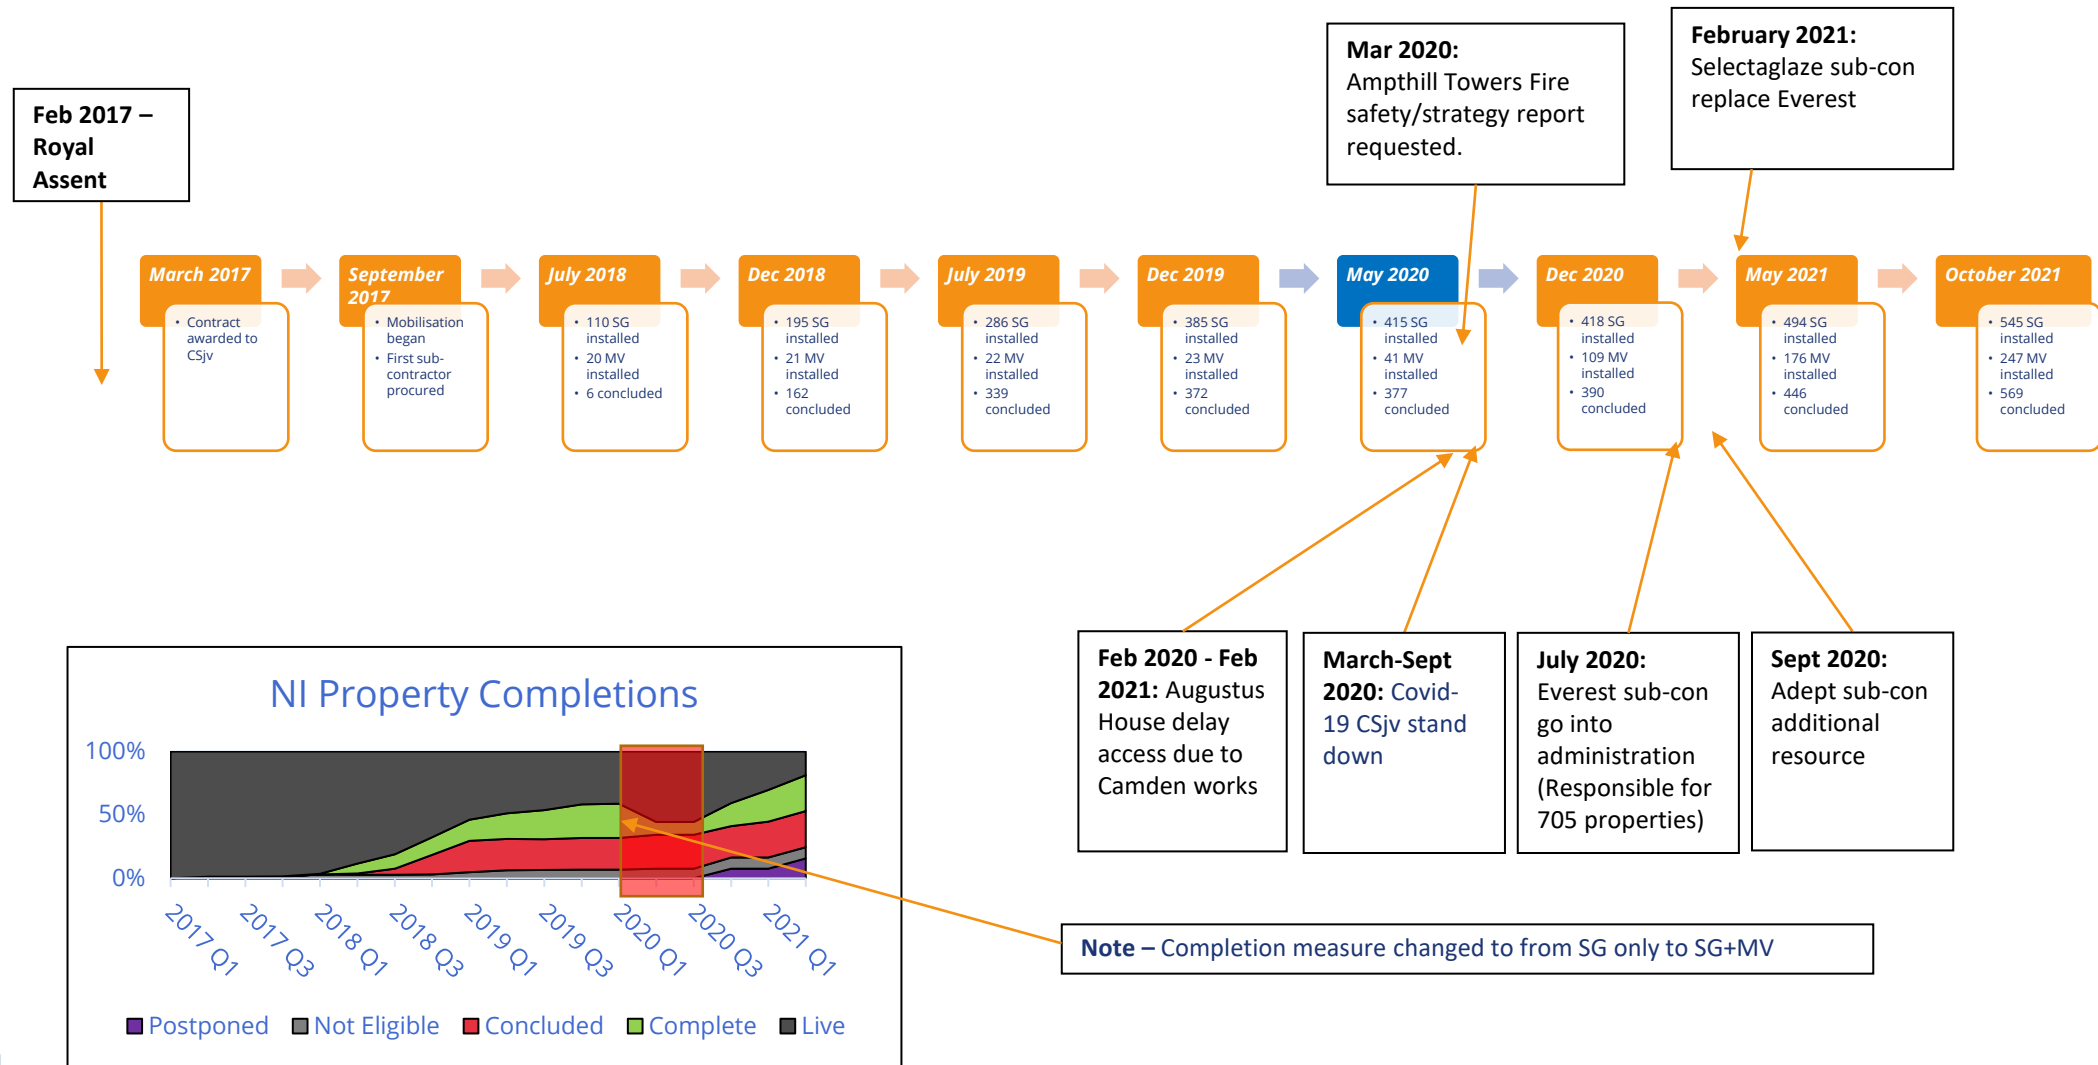 Feb 2017 –
Royal
Assent
Mar 2020:
Ampthill Towers Fire
safety/strategy report
requested.
February 2021:
Selectaglaze sub-con
replace Everest
March 2017
• Contract
awarded to
CSjv
September
2017
• Mobilisation
began
• First sub-
contractor
procured
July 2018
• 110 SG
installed
• 20 MV
installed
• 6 concluded
Dec 2018
• 195 SG
installed
• 21 MV
installed
• 162
concluded
July 2019
• 286 SG
installed
• 22 MV
installed
• 339
concluded
Dec 2019
• 385 SG
installed
• 23 MV
installed
• 372
concluded
May 2020
• 415 SG
installed
• 41 MV
installed
• 377
concluded
Dec 2020
• 418 SG
installed
• 109 MV
installed
• 390
concluded
May 2021
• 494 SG
installed
• 176 MV
installed
• 446
concluded
October 2021
• 545 SG
installed
• 247 MV
installed
• 569
concluded
Feb 2020 - Feb
2021: Augustus
House delay
access due to
Camden works
March-Sept
2020: Covid-
19 CSjv stand
down
July 2020:
Everest sub-con
go into
administration
(Responsible for
705 properties)
Sept 2020:
Adept sub-con
additional
resource
NI Property Completions
100%
50%
0%
2017 Q1
2017 Q3
2018 Q1
2018 Q3
2019 Q1
2019 Q3
2020 Q1
2020 Q3
2021 Q1
Postponed
Not Eligible
Concluded
Complete
Live
Note – Completion measure changed to from SG only to SG+MV